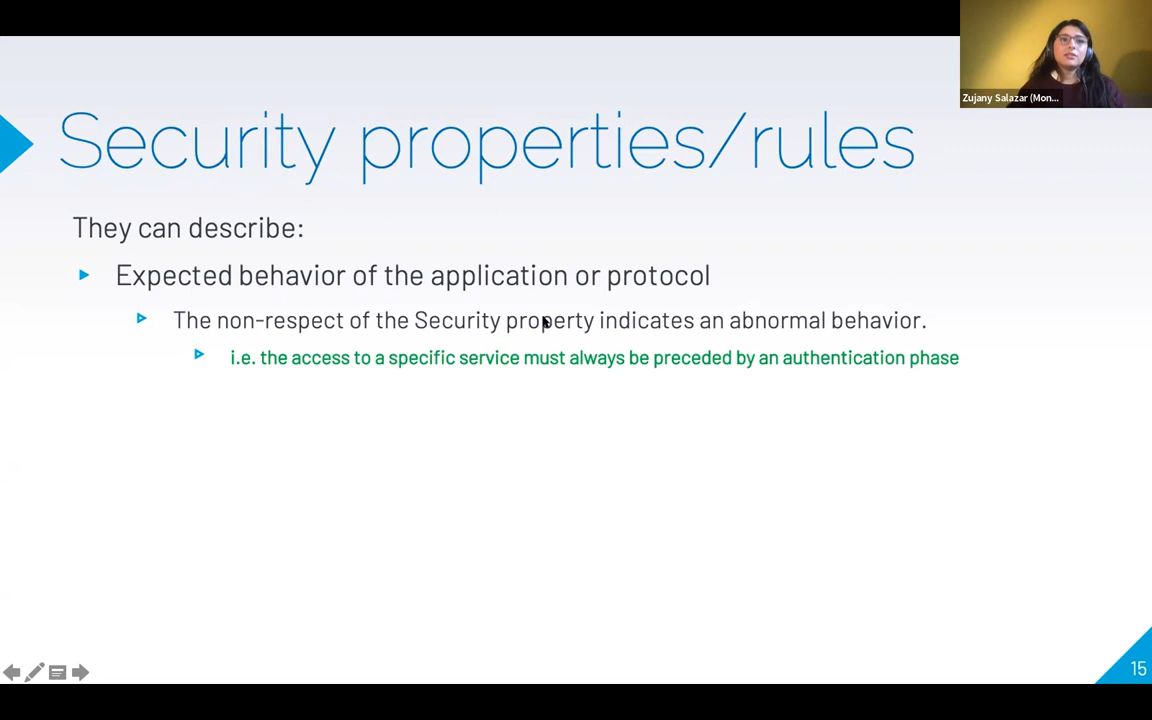 Zujany Salazar (Mon...
Security properties/rules
They can describe:
Expected behavior of the application or protocol
The non-respect of the Security property indicates an abnormal behavior.
i.e. the access to a specific service must always be preceded by an authentication phase
15